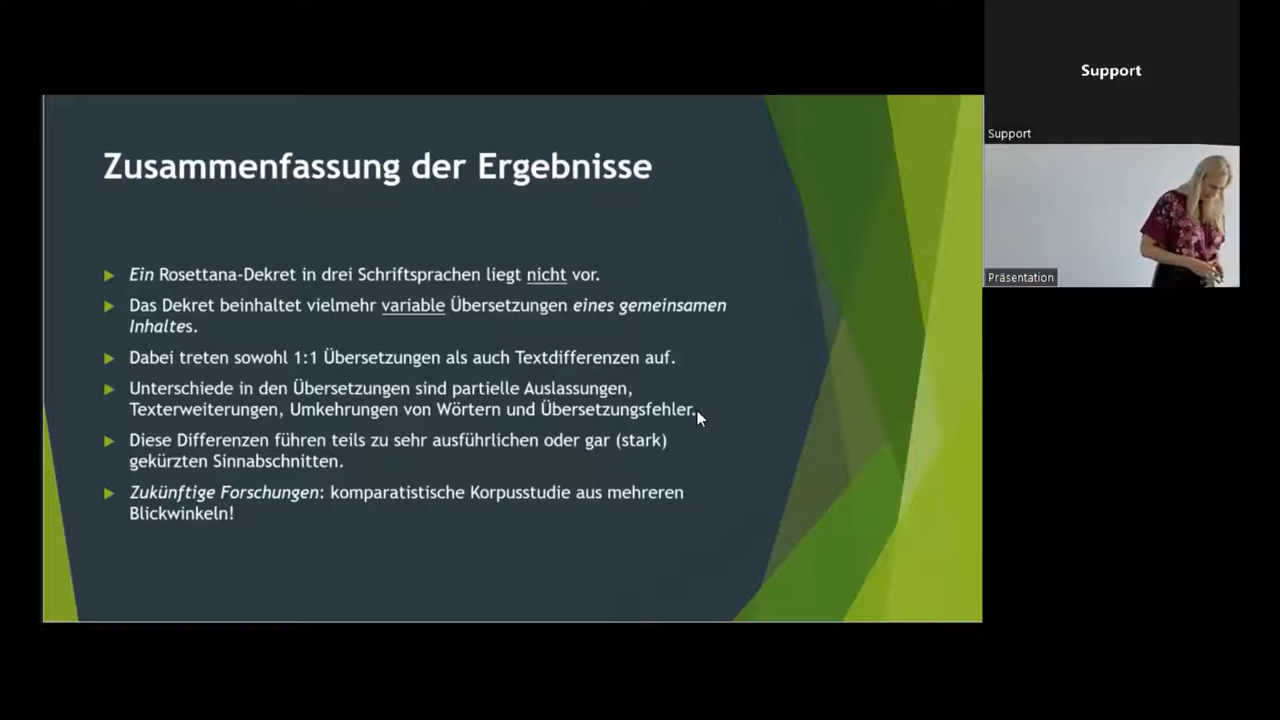 Zusammenfassung der Ergebnisse
Ein Rosettana-Dekret in drei Schriftsprachen liegt nicht vor.
Das Dekret beinhaltet vielmehr variable Übersetzungen eines gemeinsamen
Inhaltes.
Dabei treten sowohl 1:1 Übersetzungen als auch Textdifferenzen auf.
Unterschiede in den Übersetzungen sind partielle Auslassungen,
Texterweiterungen, Umkehrungen von Wörtern und Übersetzungsfehler.
Diese Differenzen führen teils zu sehr ausführlichen oder gar (stark)
gekürzten Sinnabschnitten.
Zukünftige Forschungen: komparatistische Korpusstudie aus mehreren
Blickwinkeln!
Support
Support
Präsentation